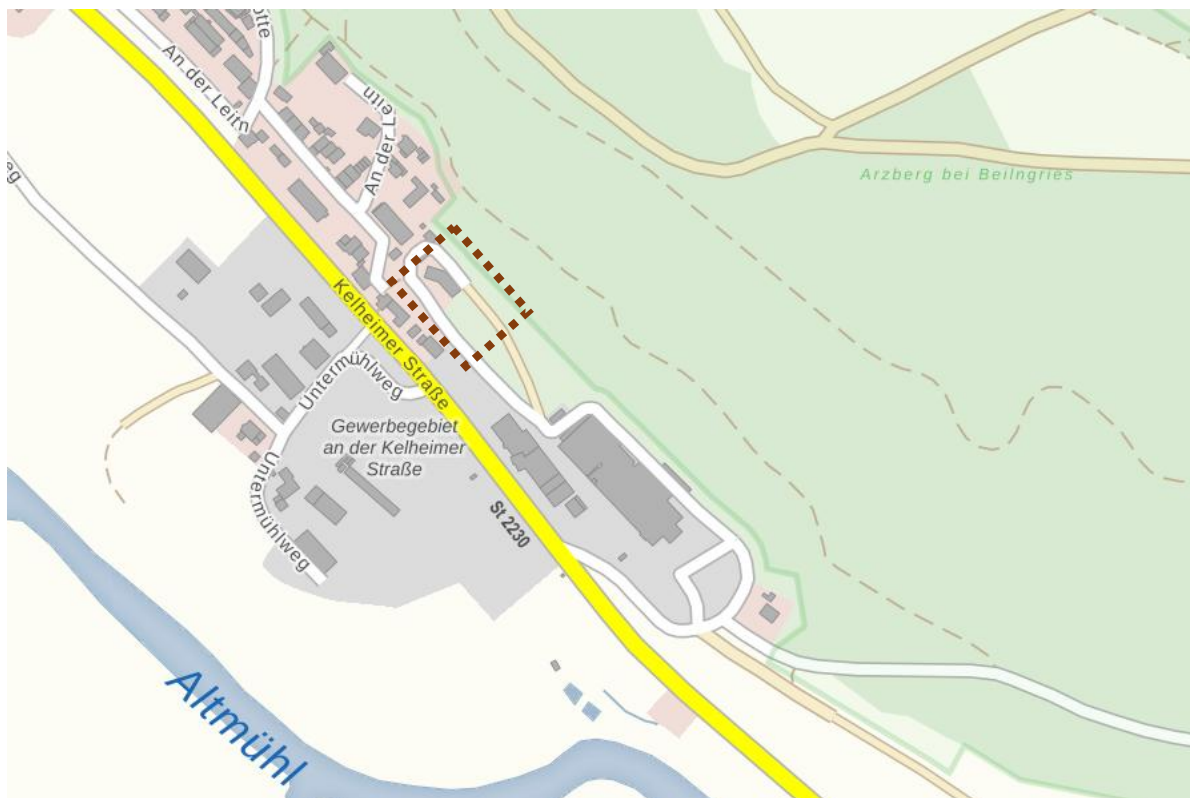 An der Leitn
An der Leitn
Arzberg bei Beilngries
Kelheimer Straße
Untermühlweg
Gewerbegebiet
an der Kelheimer
Straße
Untermühlweg
St 2230
Altmühl